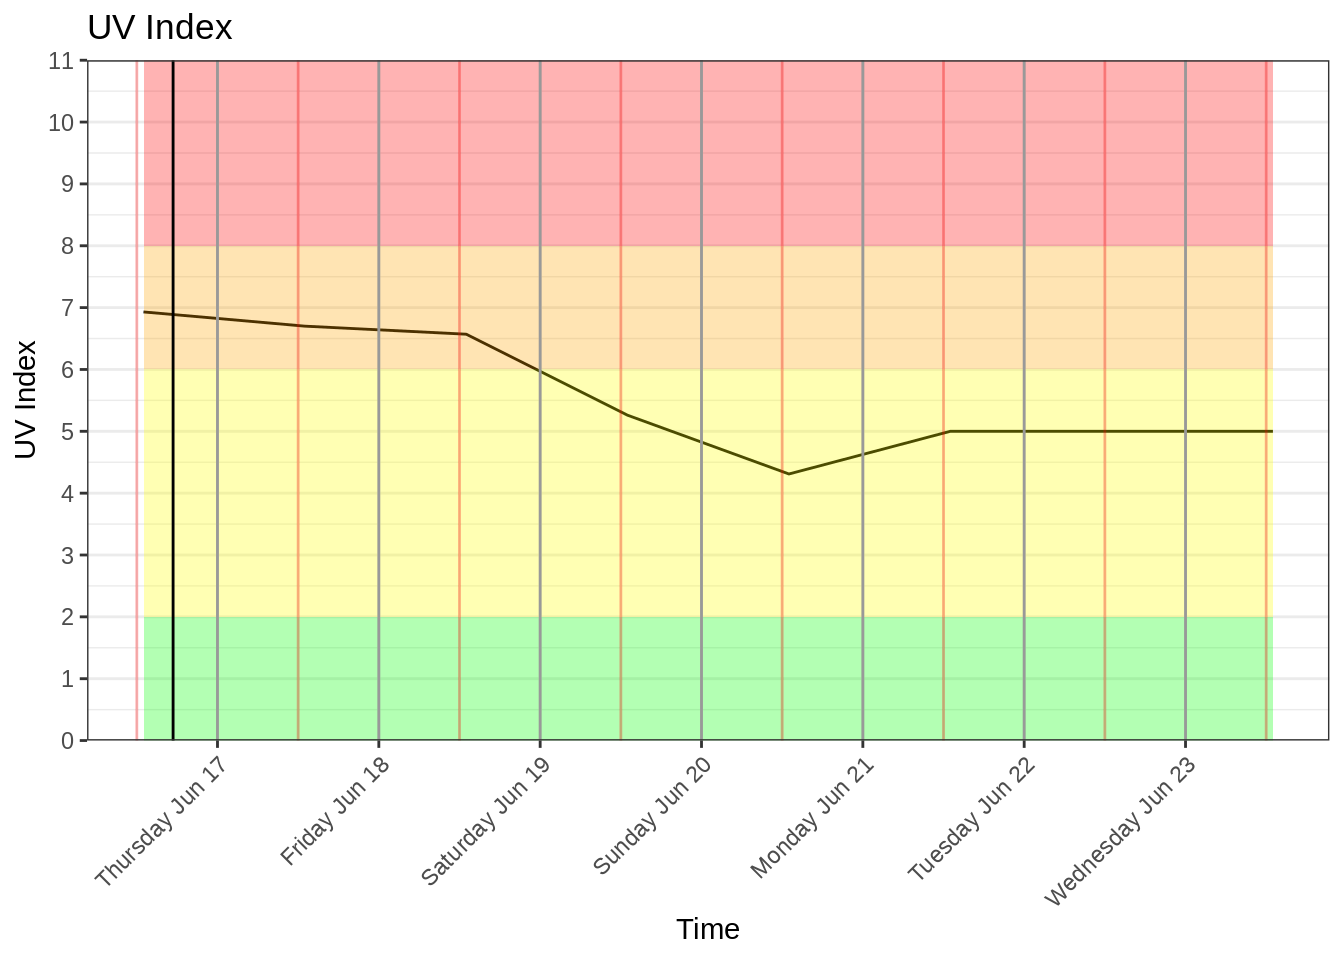 UV Index
11
10
9
8
7
6
5
4
3
2
1
0
UV Index
Thursday Jun 17
Friday Jun 18
Saturday Jun 19
Sunday Jun 20
Monday Jun 21
Tuesday Jun 22
Wednesday Jun 23
Time